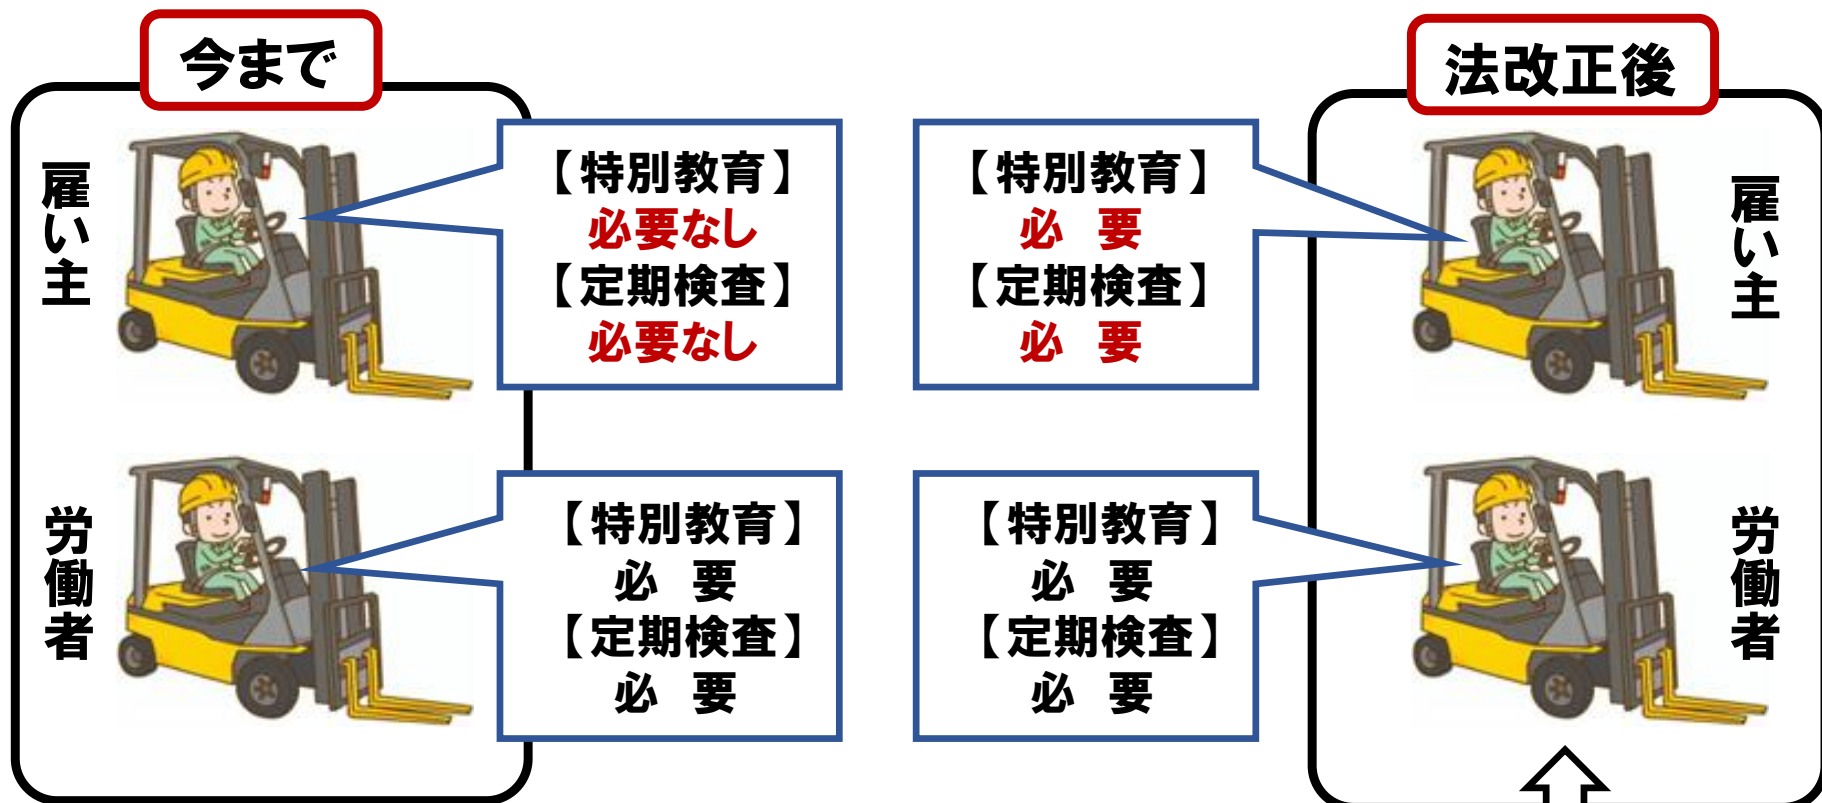 今まで
雇い主
【特別教育】
必要なし
【定期検査】
必要なし
労働者
【特別教育】
必 要
【定期検査】
必 要
法改正後
【特別教育】
必 要
【定期検査】
必 要
雇い主
【特別教育】
必 要
【定期検査】
必 要
労働者